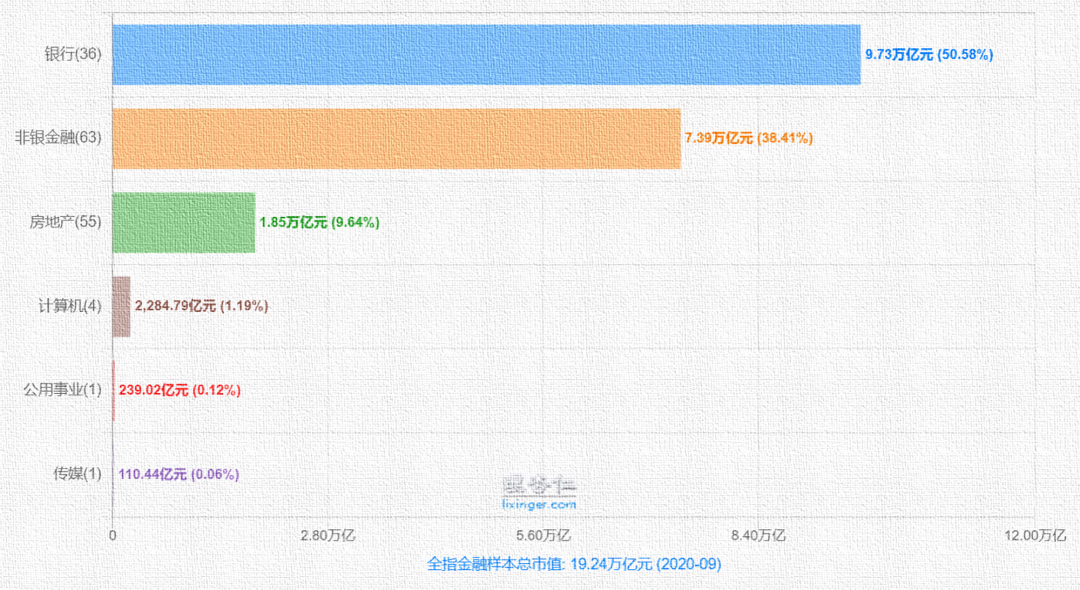 银行(36)
9.73万亿元 (50.58%)
非银金融(63)
7.39万亿元 (38.41%)
房地产(55)
1.85万亿元 (9.64%)
计算机(4)
2,284.79亿元 (1.19%)
公用事业(1)
239.02亿元 (0.12%)
传媒(1)
110.44亿元 (0.06%)
lixinger.com
0
2.80万亿
5.60万亿
8.40万亿
12.00万亿
全指金融样本总市值: 19.24万亿元 (2020-09)